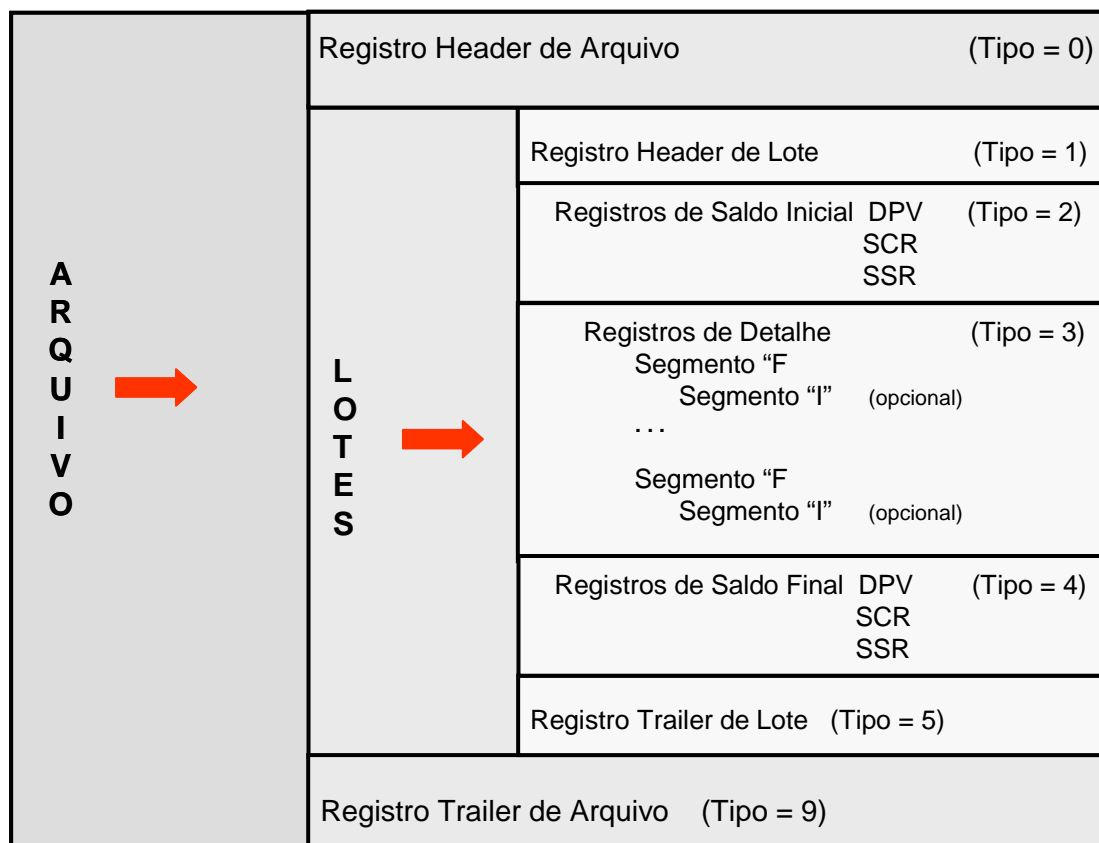 Registro Header de Arquivo (Tipo = 0)
Registro Header de Lote (Tipo = 1)
Registros de Saldo Inicial DPV (Tipo = 2)
SCR
SSR
ARQUIVO
LOTES
Registros de Detalhe (Tipo = 3)
Segmento “F
Segmento “I” (opcional)
. . .
Segmento “F
Segmento “I” (opcional)
Registros de Saldo Final DPV (Tipo = 4)
SCR
SSR
Registro Trailer de Lote (Tipo = 5)
Registro Trailer de Arquivo (Tipo = 9)